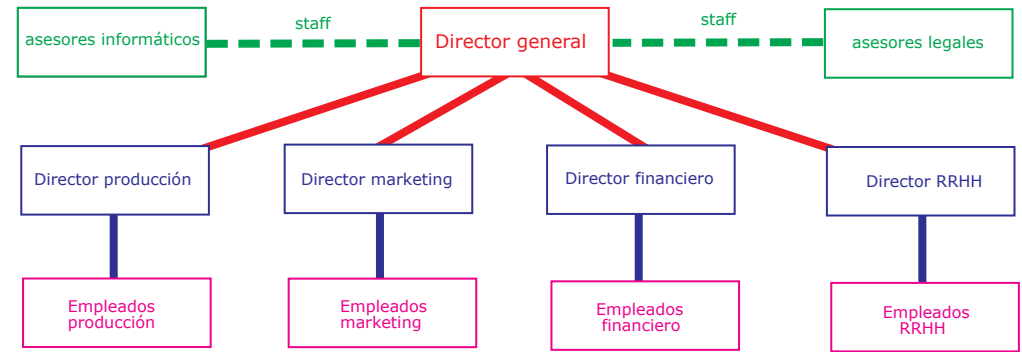 staff
staff
asesores informáticos
Director general
asesores legales
Director producción
Director marketing
Director financiero
Director RRHH
Empleados
producción
Empleados
marketing
Empleados
financiero
Empleados
RRHH